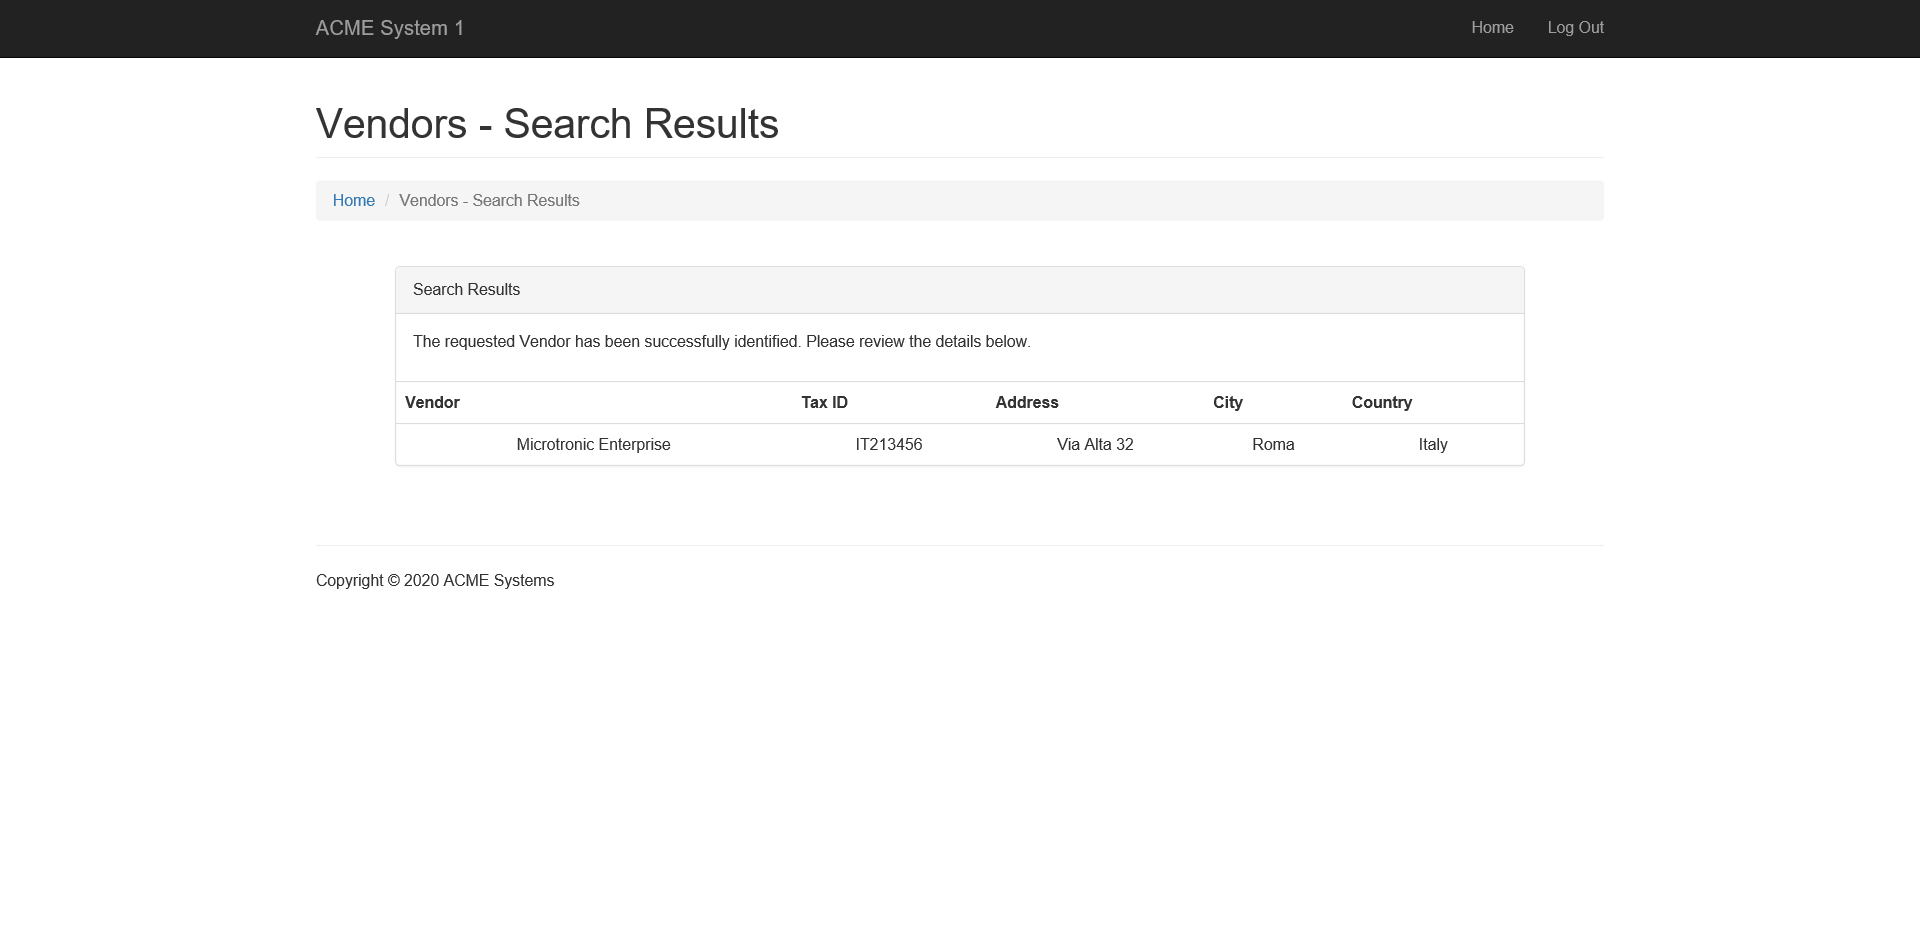 ACME System 1 Home Log Out
Vendors - Search Results
Home / Vendors - Search Results
Search Results
The requested Vendor has been successfully identified. Please review the details below.
Vendor Tax ID Address City Country
Microtronic Enterprise IT213456 Via Alta 32 Roma Italy
Copyright © 2020 ACME Systems